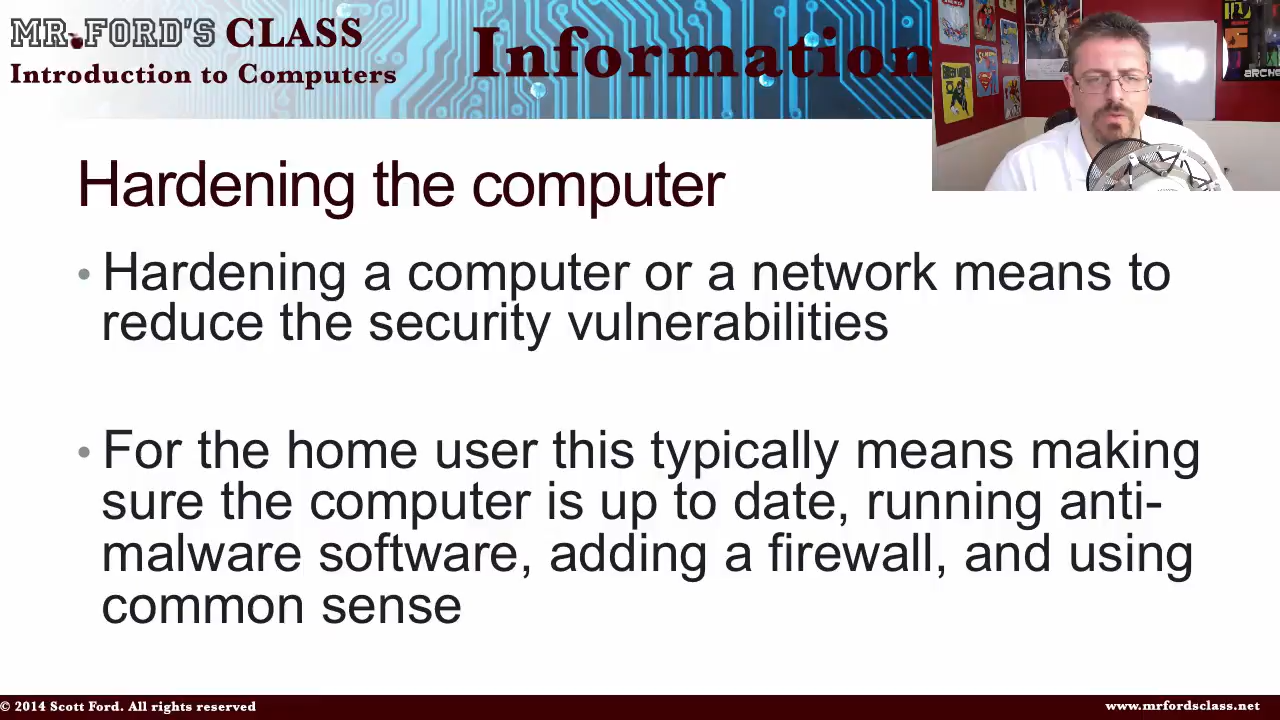 MR.FORD'S CLASS
Introduction to Computers
Information
Hardening the computer
• Hardening a computer or a network means to
reduce the security vulnerabilities
• For the home user this typically means making
sure the computer is up to date, running anti-
malware software, adding a firewall, and using
common sense
© 2014 Scott Ford. All rights reserved
www.mrfordsclass.net